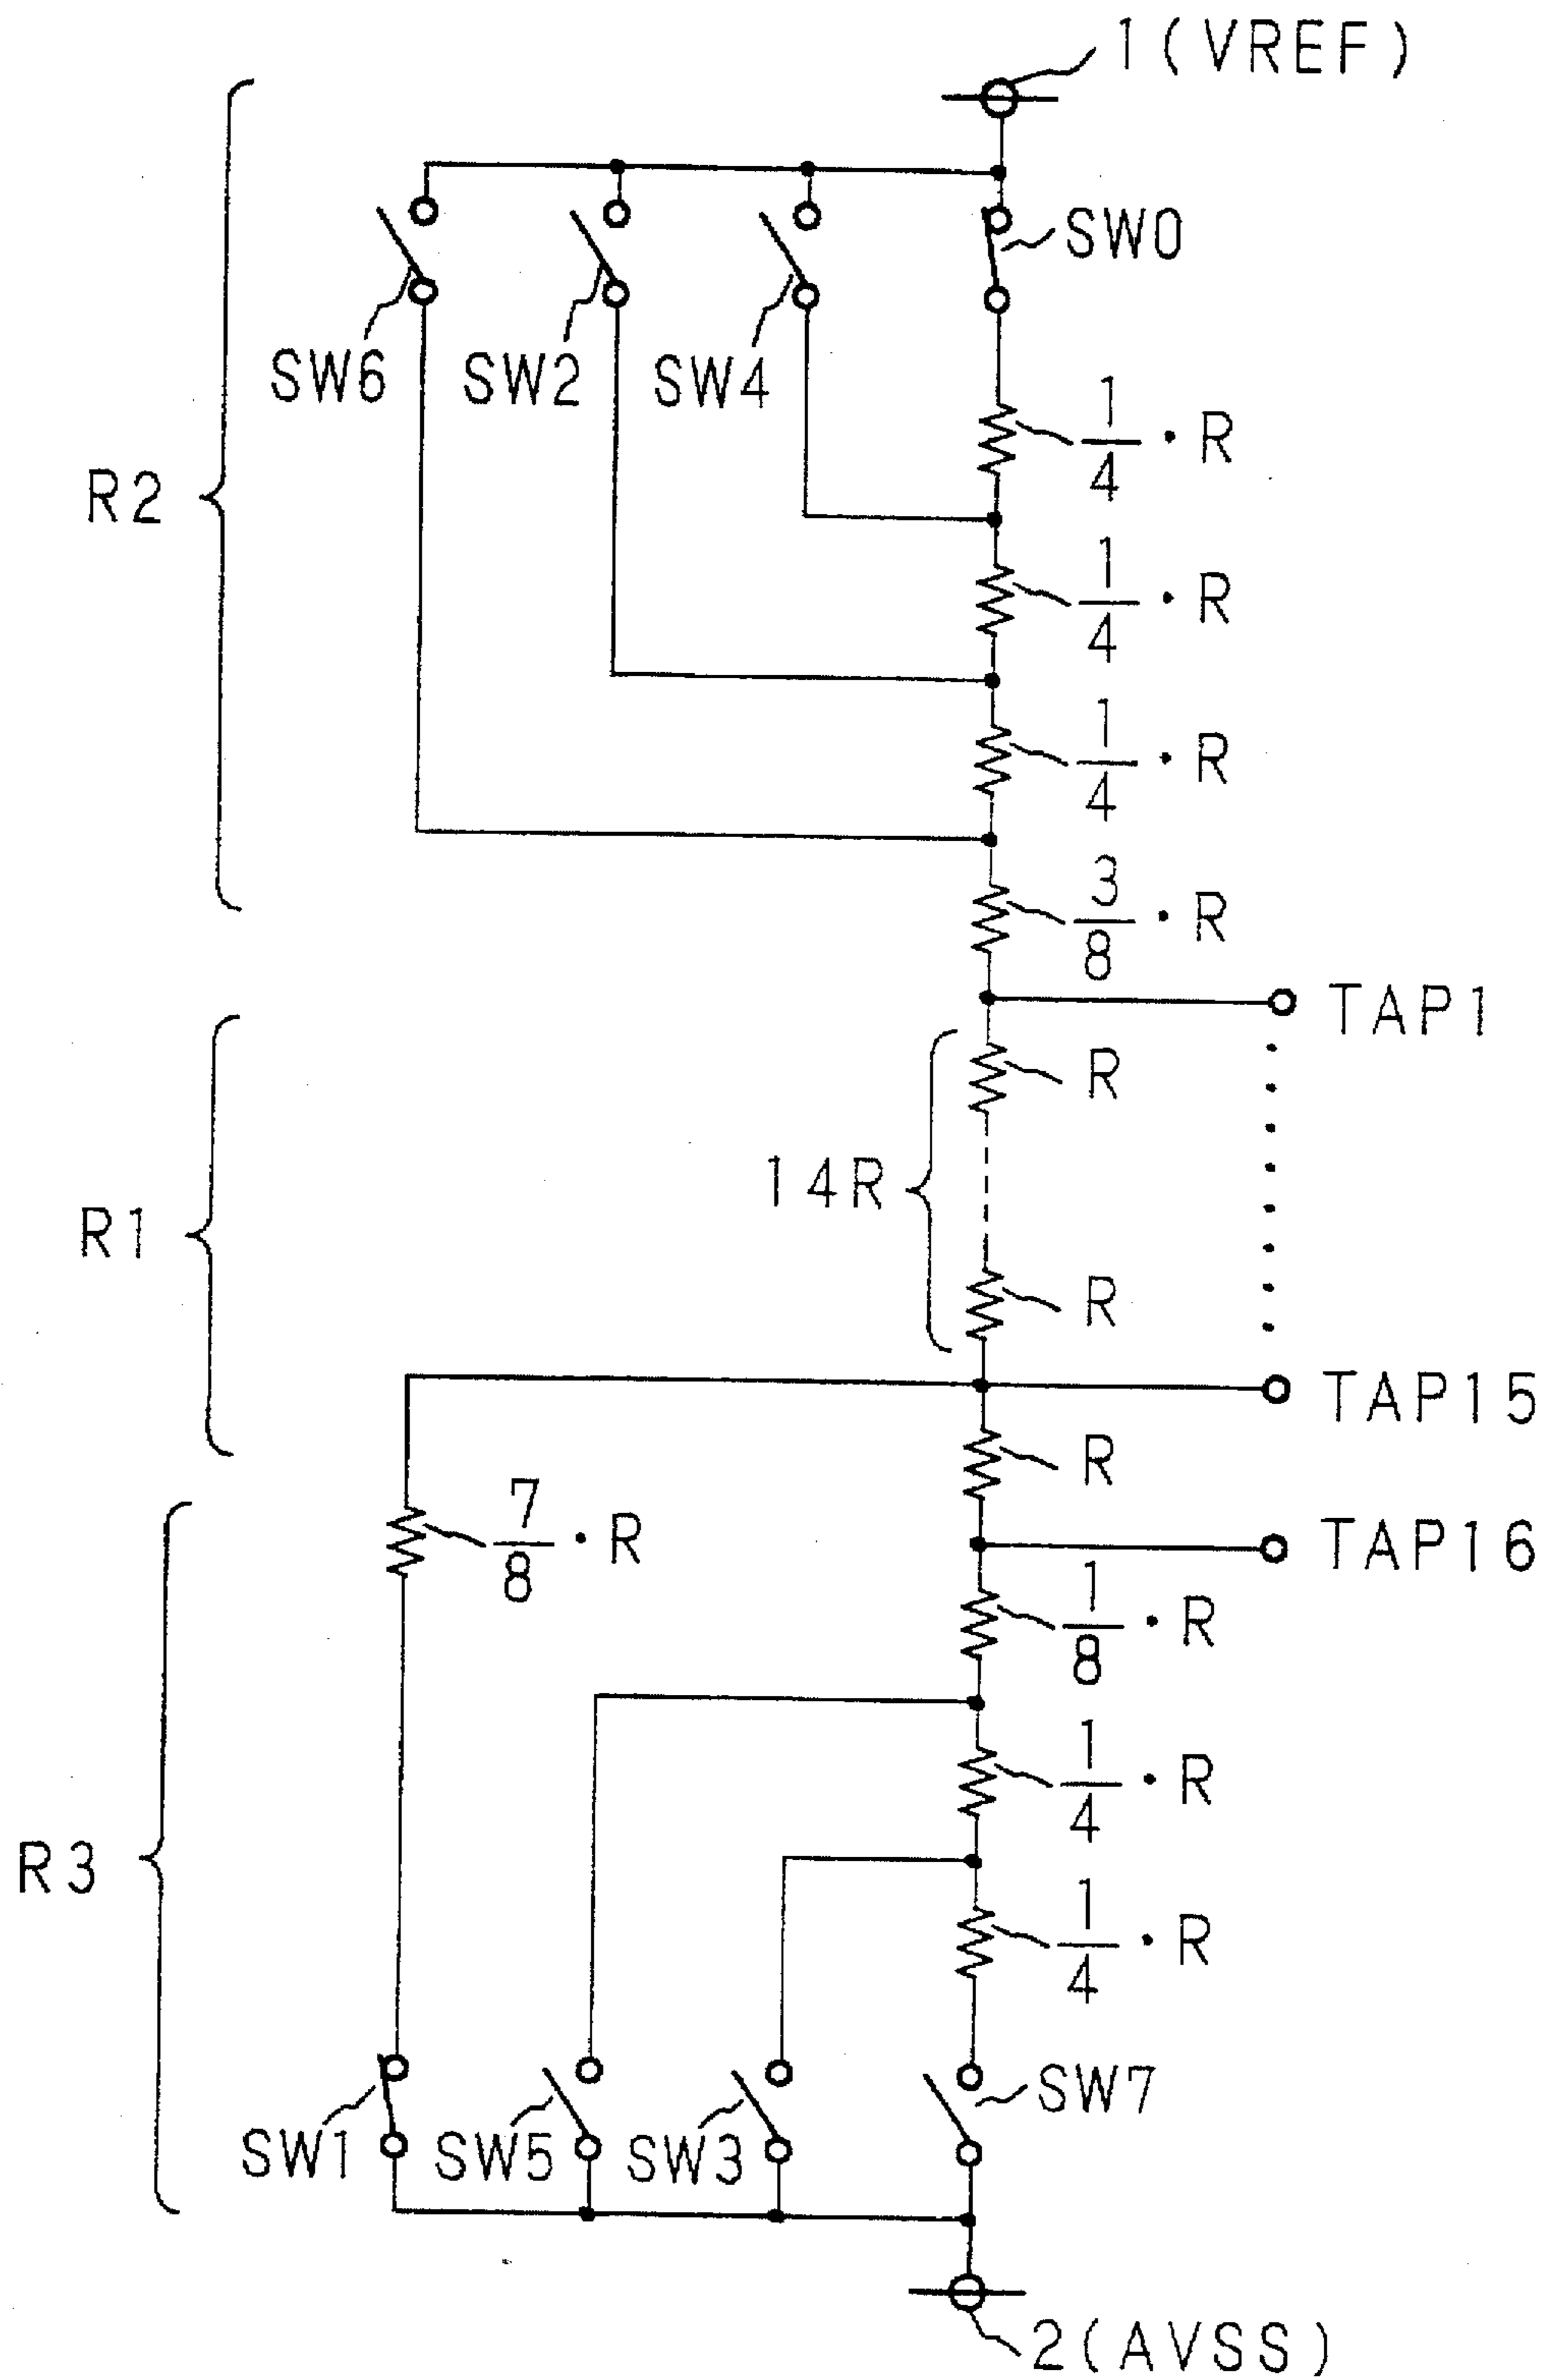 1(VREF)
SW0
SW6
SW2
SW4
1/4・R
R2
1/4・R
1/4・R
3/8・R
TAP1
R
14R
R1
R
TAP15
R
7/8・R
TAP16
1/8・R
1/4・R
R3
1/4・R
SW7
SW1
SW5
SW3
2(AVSS)